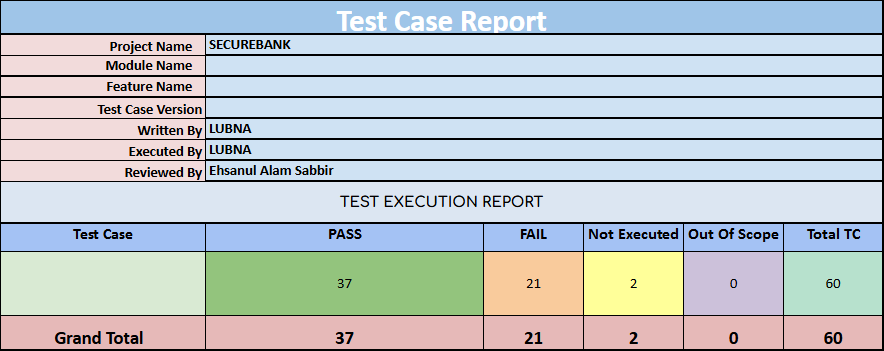 Test Case Report
Project Name SECUREBANK
Module Name
Feature Name
Test Case Version
Written By LUBNA
Executed By LUBNA
Reviewed By Ehsanul Alam Sabbir
TEST EXECUTION REPORT
Test Case PASS FAIL Not Executed Out Of Scope Total TC
37 21 2 0 60
Grand Total 37 21 2 0 60